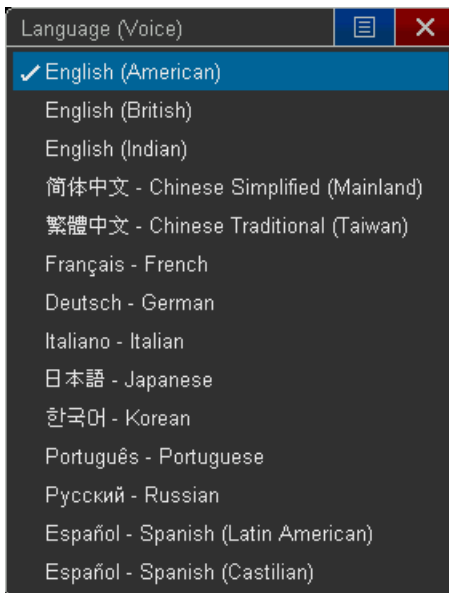 Language (Voice)
English (American)
English (British)
English (Indian)
简体中文 - Chinese Simplified (Mainland)
繁體中文 - Chinese Traditional (Taiwan)
Français - French
Deutsch - German
Italiano - Italian
日本語 - Japanese
한국어 - Korean
Português - Portuguese
Русский - Russian
Español - Spanish (Latin American)
Español - Spanish (Castilian)